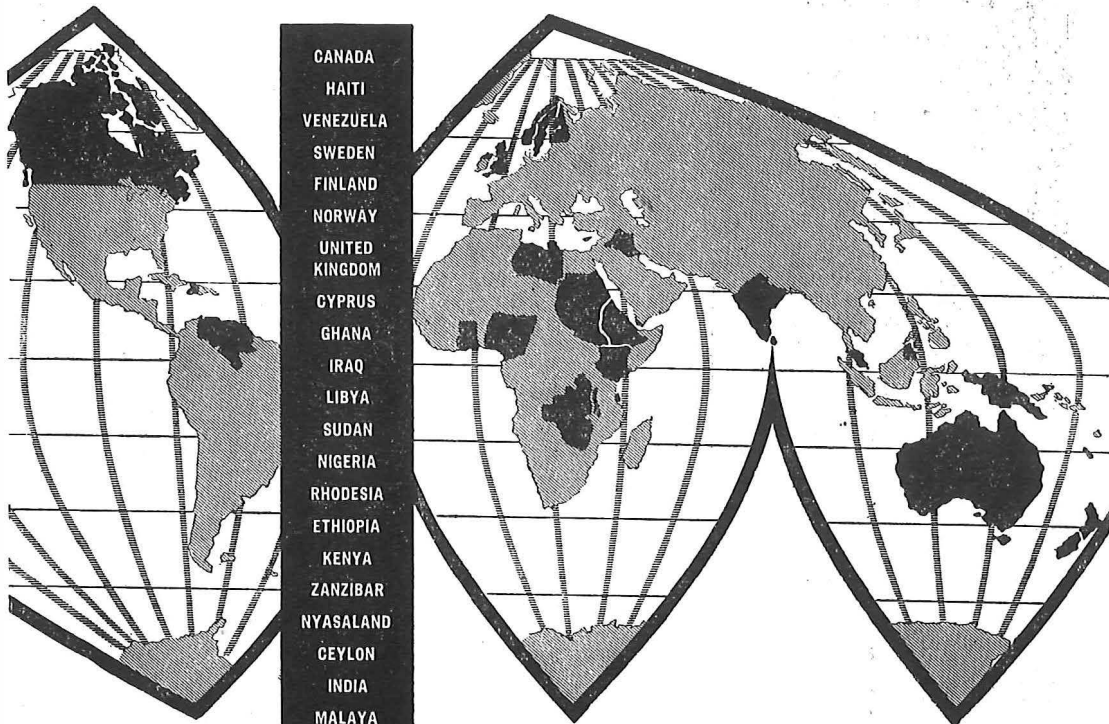 CANADA
HAITI
VENEZUELA
SWEDEN
FINLAND
NORWAY
UNITED
KINGDOM
CYPRUS
GHANA
IRAQ
LIBYA
SUDAN
NIGERIA
RHODESIA
ETHIOPIA
KENYA
ZANZIBAR
NYASALAND
CEYLON
INDIA
MALAYA